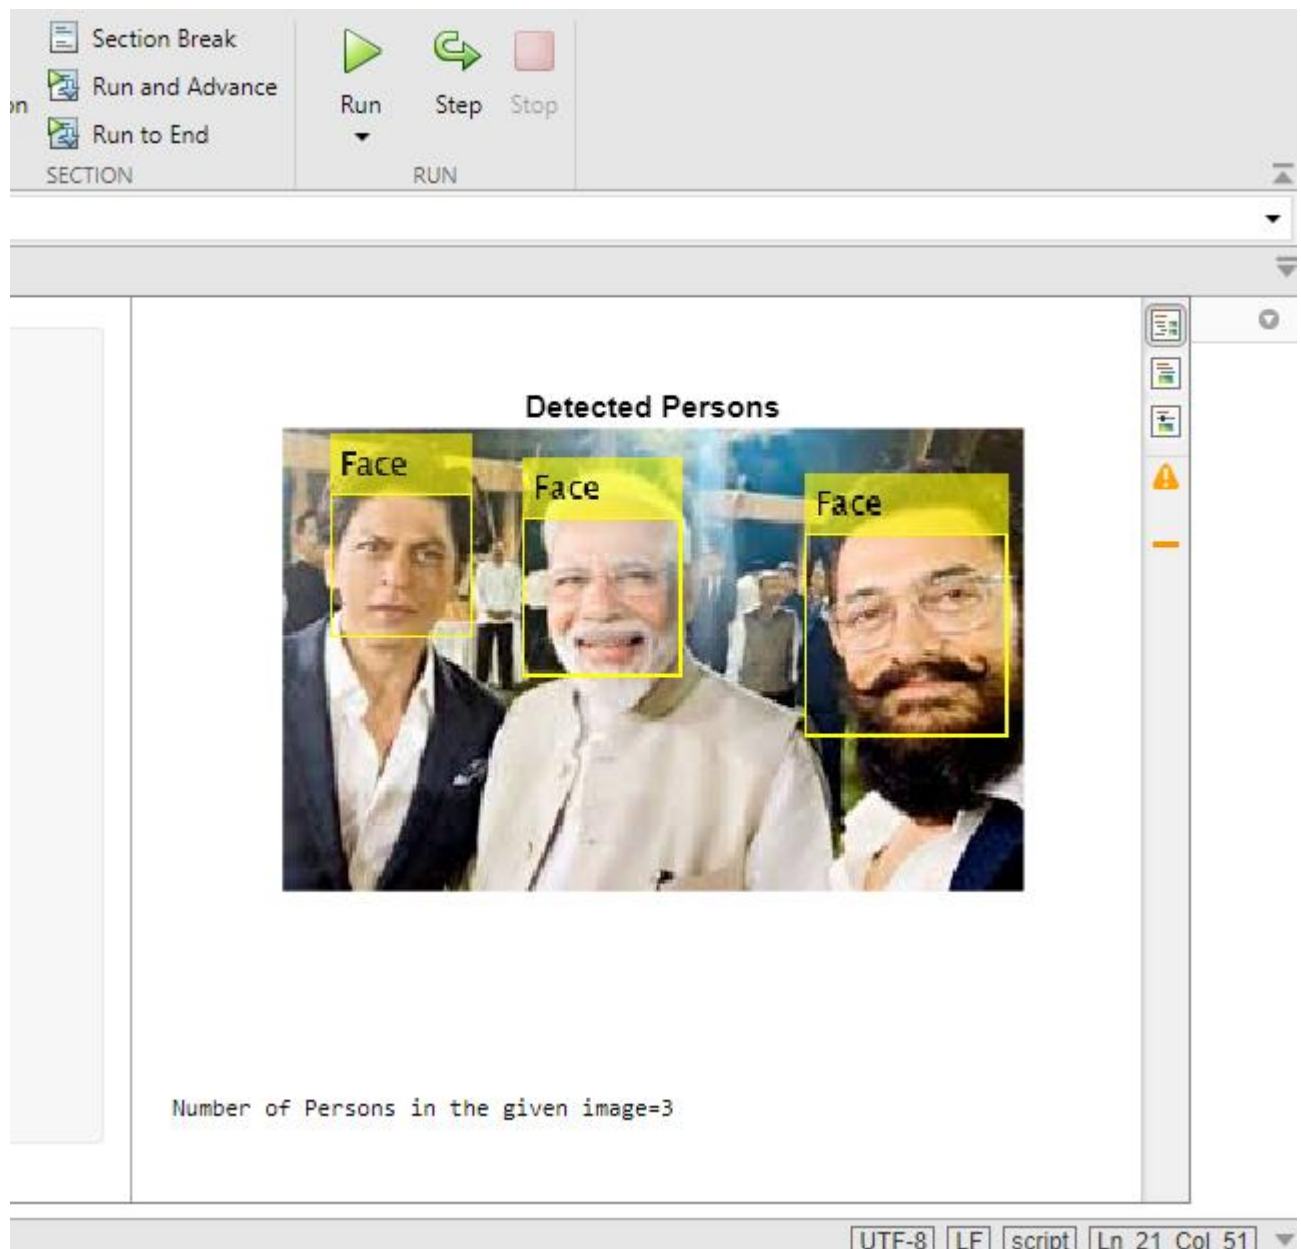 Section Break
Run and Advance
Run to End
SECTION
Run
Step
Stop
RUN
Detected Persons
Face
Face
Face
Number of Persons in the given image=3
UTF-8 LF script Ln 21 Col 51